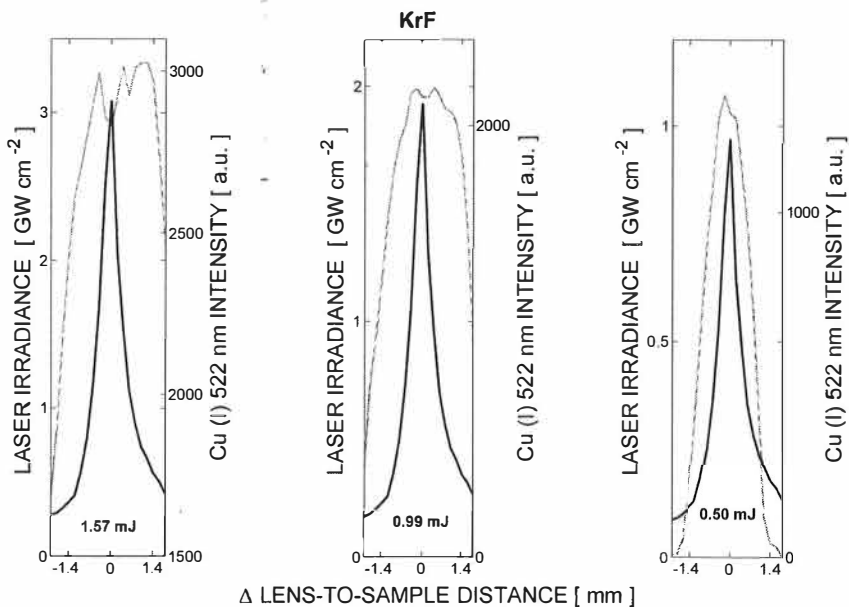 KrF
LASER IRRADIANCE [ GW cm-2 ]
3
2
1
0
1.57 mJ
-1.4 0 1.4
3000
2500
2000
1500
Cu (I) 522 nm INTENSITY [ a.u. ]
LASER IRRADIANCE [ GW cm-2 ]
2
1
0
0.99 mJ
-1.4 0 1.4
2000
2000
Cu (I) 522 nm INTENSITY [ a.u. ]
LASER IRRADIANCE [ GW cm-2 ]
1
0.5
0
0.50 mJ
-1.4 0 1.4
1000
0
Cu (I) 522 nm INTENSITY [ a.u. ]
Δ LENS-TO-SAMPLE DISTANCE [ mm ]